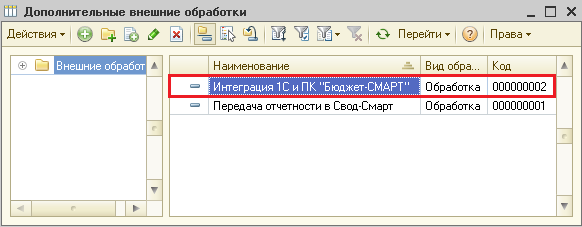 Дополнительные внешние обработки
Действия
Перейти
Права
Внешние обработ
Наименование Вид обра... Код
Интеграция 1С и ПК "Бюджет-СМАРТ" Обработка 000000002
Передача отчетности в Свод-Смарт Обработка 000000001